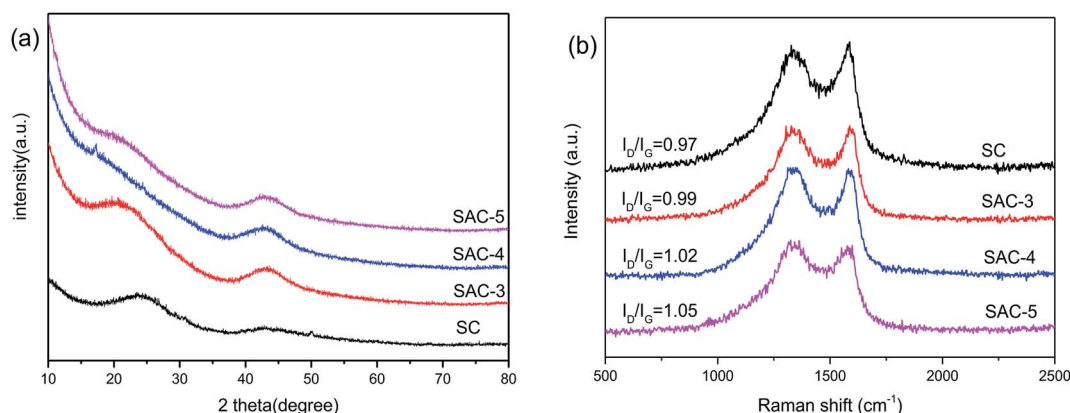 (a)
intensity(a.u.)
SAC-5
SAC-4
SAC-3
SC
10 20 30 40 50 60 70 80
2 theta(degree)
(b)
Intensity (a.u.)
I_D/I_G=0.97 SC
I_D/I_G=0.99 SAC-3
I_D/I_G=1.02 SAC-4
I_D/I_G=1.05 SAC-5
500 1000 1500 2000 2500
Raman shift (cm⁻¹)